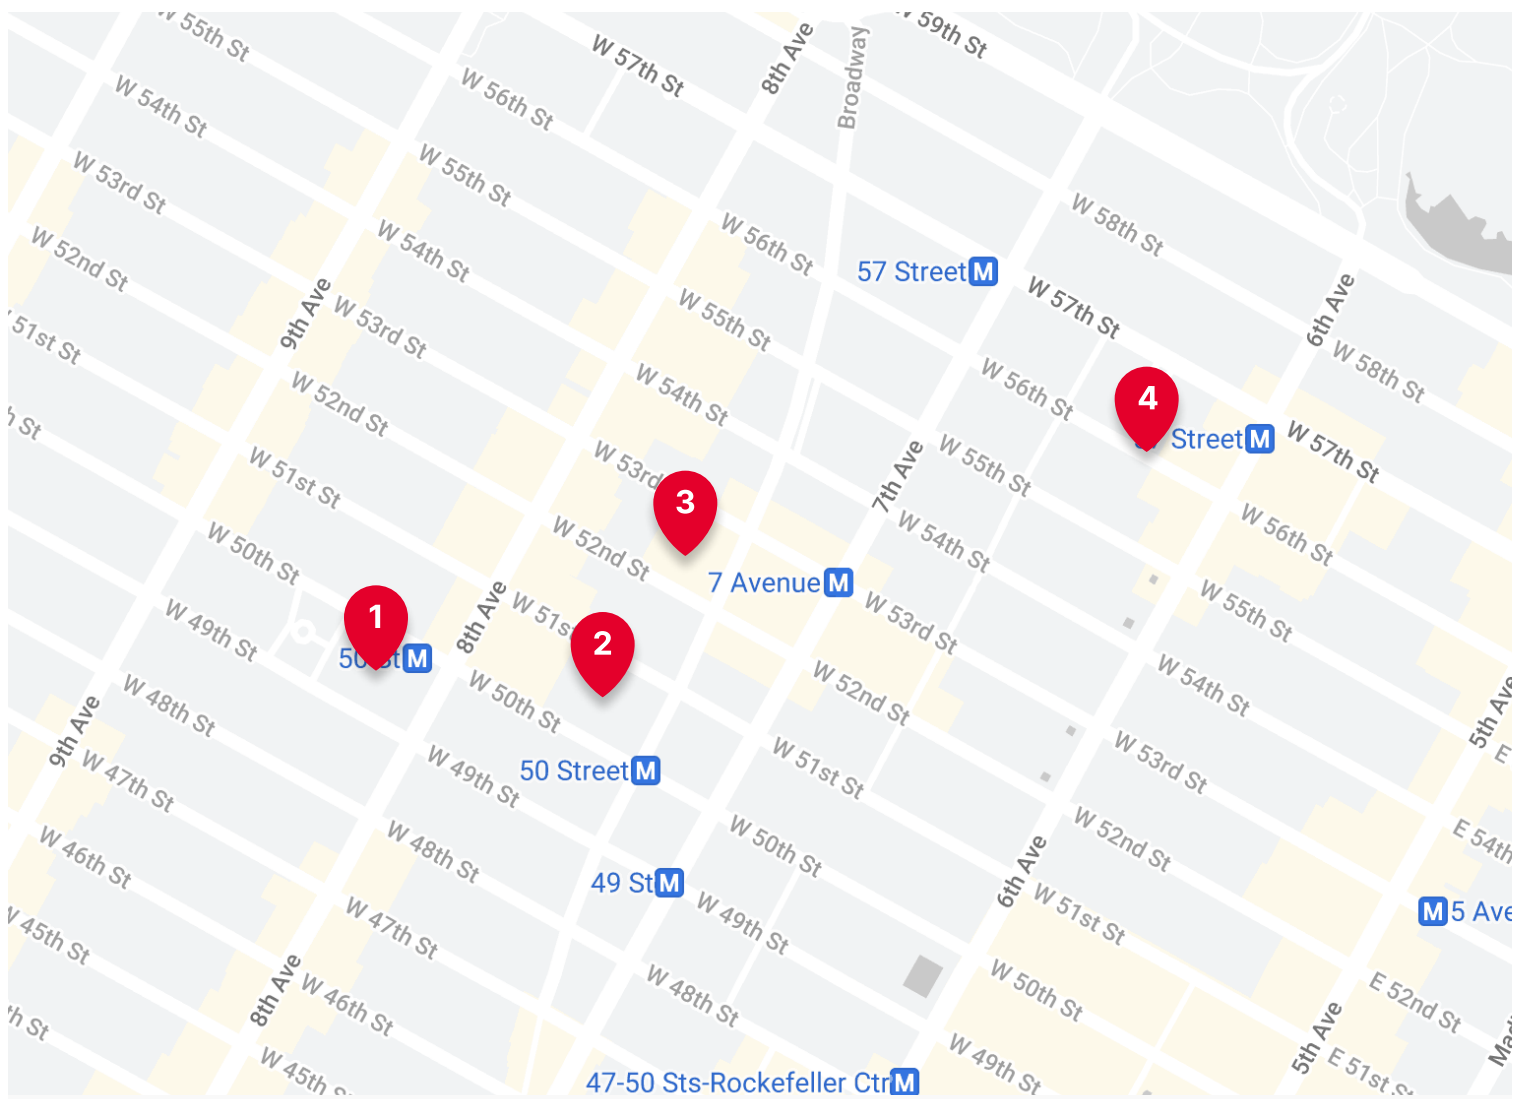 W 55th St
W 57th St
8th Ave
Broadway
W 59th St
W 54th St
W 56th St
W 53rd St
W 55th St
W 58th St
W 52nd St
W 54th St
W 56th St
57 Street M
W 57th St
6th Ave
51st St
9th Ave
W 53rd St
W 55th St
W 58th St
W 52nd St
W 54th St
W 56th St
4
Street M
W 57th St
W 51st St
W 53rd
3
7th Ave
W 55th St
W 50th St
W 52nd St
7 Avenue M
W 54th St
W 56th St
W 49th St
1
50 St M
8th Ave
W 51s
2
W 53rd St
W 55th St
9th Ave
W 48th St
W 50th St
W 52nd St
W 54th St
5th Ave
W 47th St
W 49th St
50 Street M
W 51st St
W 53rd St
E
W 46th St
W 48th St
49 St M
W 50th St
W 52nd St
E 54th
W 45th St
W 47th St
W 49th St
6th Ave
W 51st St
M 5 Ave
8th Ave
W 46th St
W 48th St
W 50th St
E 52nd St
W 45th St
47-50 Sts-Rockefeller Ctr M
W 49th St
5th Ave
E 51st St
Madi